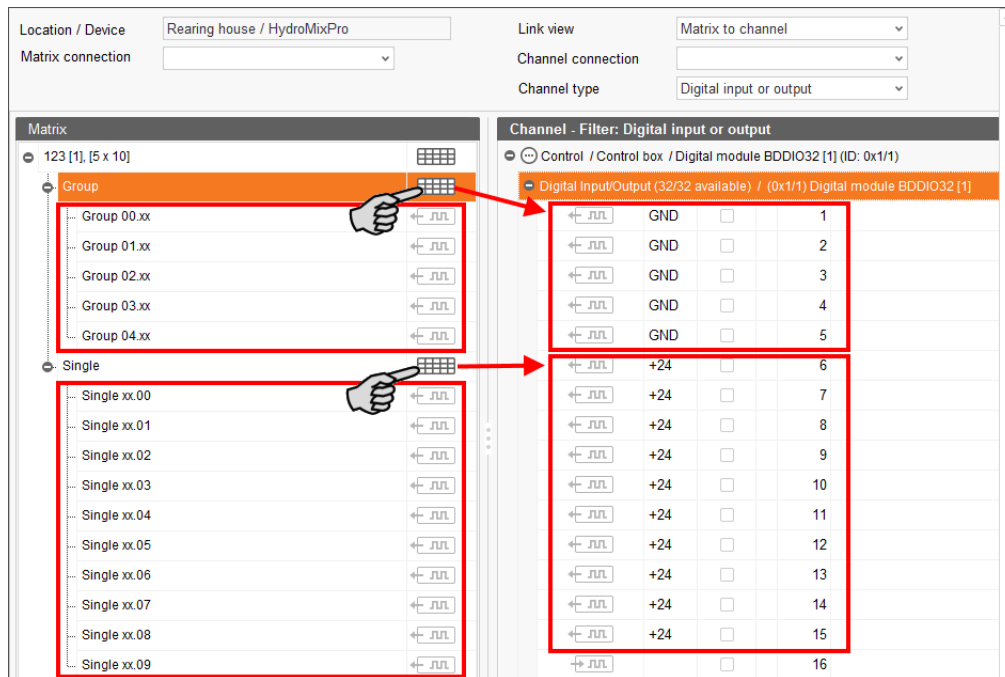 Location / Device Rearing house / HydroMixPro Link view Matrix to channel
Matrix connection Channel connection
Channel type Digital input or output
Matrix Channel - Filter: Digital input or output
123 [1], [5 x 10] Control / Control box / Digital module BDDIO32 [1] (ID: 0x1/1)
Group Digital Input/Output (32/32 available) / (0x1/1) Digital module BDDIO32 [1]
Group 00.xx GND 1
Group 01.xx GND 2
Group 02.xx GND 3
Group 03.xx GND 4
Group 04.xx GND 5
Single +24 6
Single xx.00 +24 7
Single xx.01 +24 8
Single xx.02 +24 9
Single xx.03 +24 10
Single xx.04 +24 11
Single xx.05 +24 12
Single xx.06 +24 13
Single xx.07 +24 14
Single xx.08 +24 15
Single xx.09 16